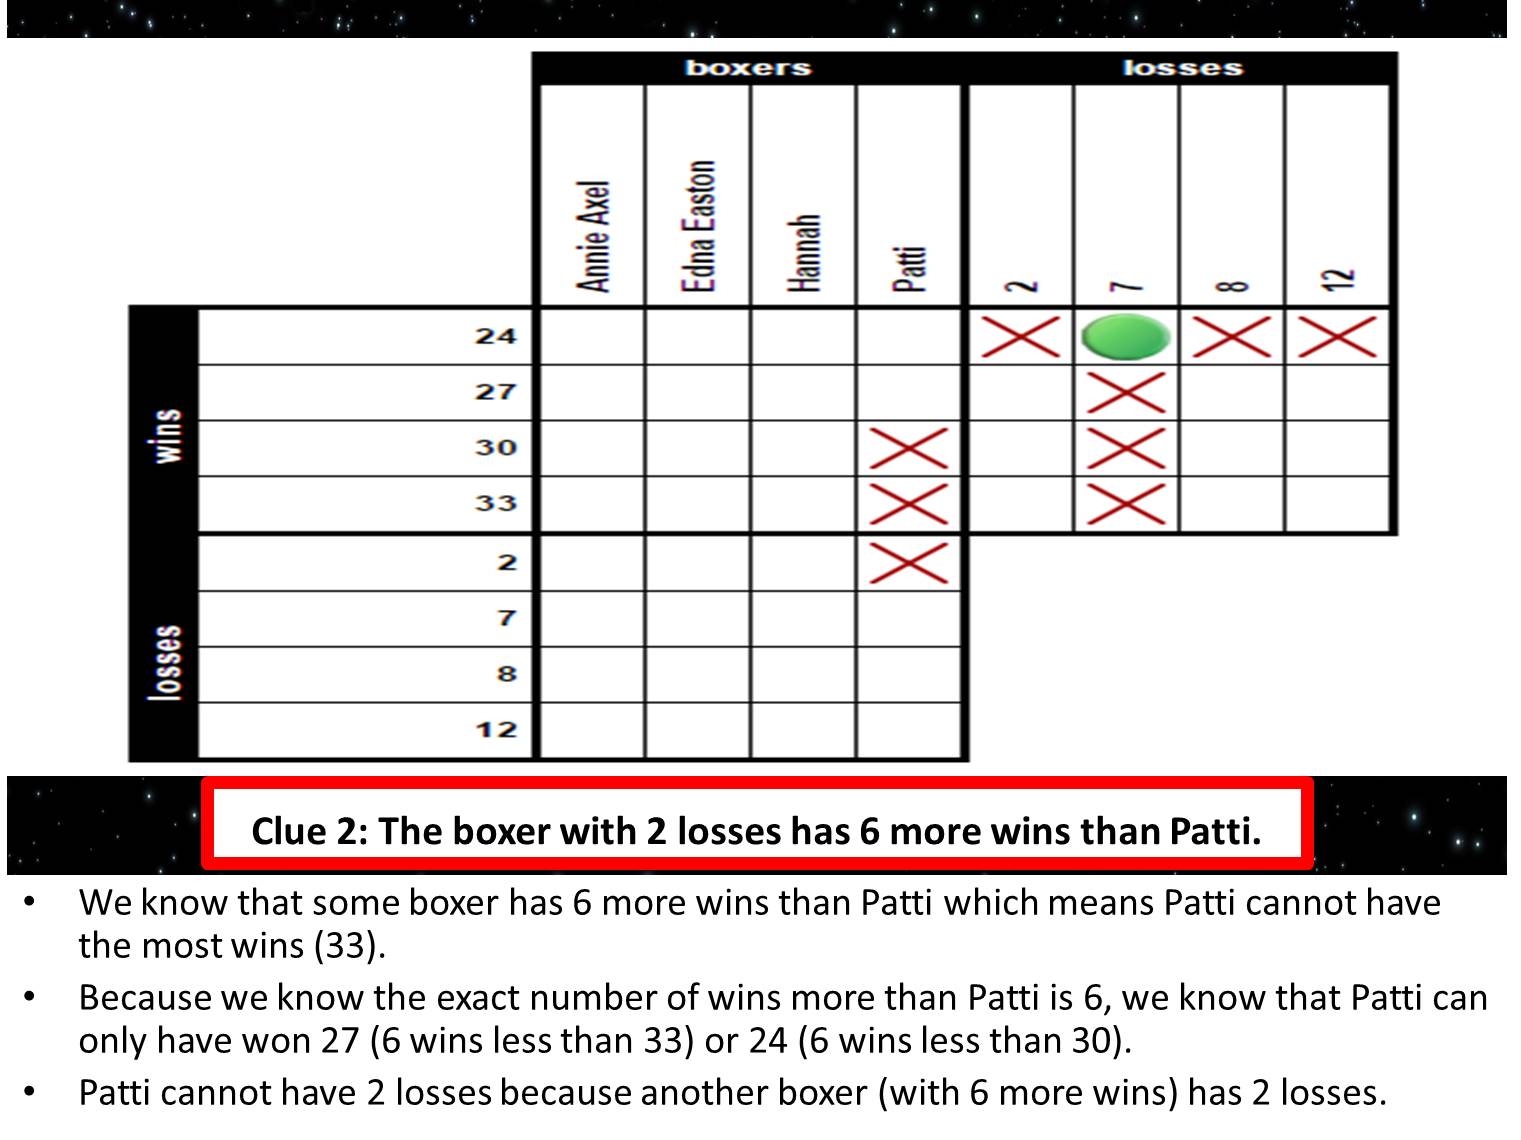 boxers losses
Annie Axel Edna Easton Hannah Patti 2 7 8 12
wins
24
27
30
33
losses
2
7
8
12
Clue 2: The boxer with 2 losses has 6 more wins than Patti.
• We know that some boxer has 6 more wins than Patti which means Patti cannot have
the most wins (33).
• Because we know the exact number of wins more than Patti is 6, we know that Patti can
only have won 27 (6 wins less than 33) or 24 (6 wins less than 30).
• Patti cannot have 2 losses because another boxer (with 6 more wins) has 2 losses.